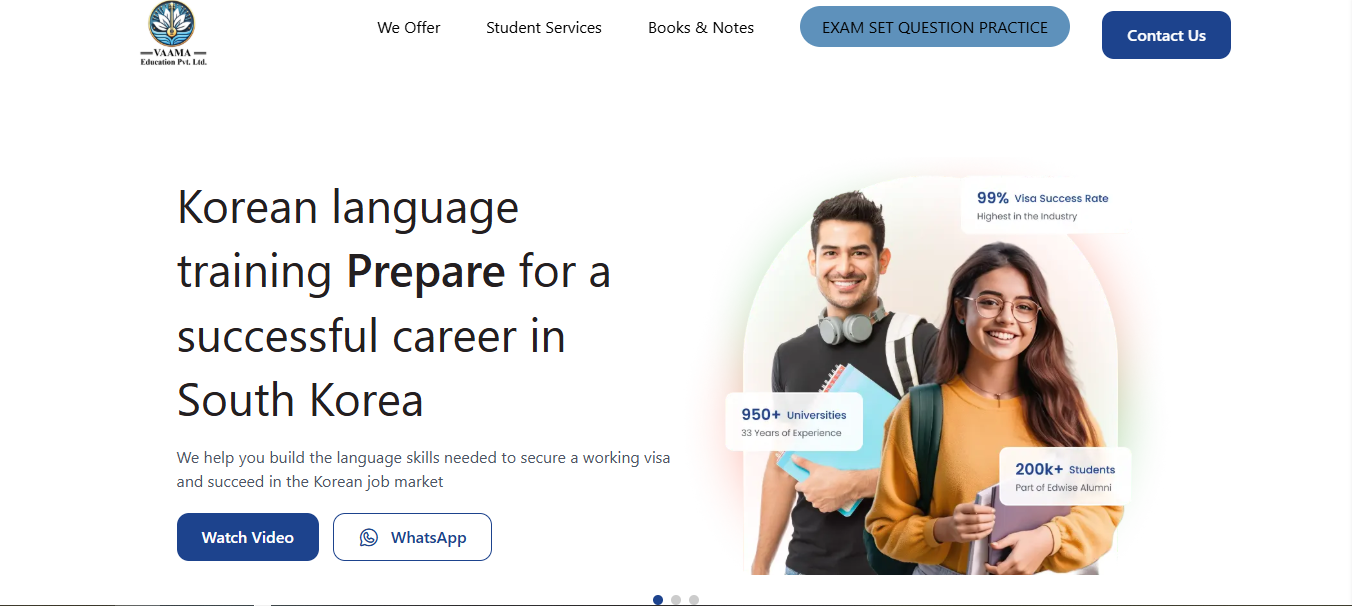 VAAMA
Education Pvt. Ltd.
We Offer
Student Services
Books & Notes
EXAM SET QUESTION PRACTICE
Contact Us
Korean language
training Prepare for a
successful career in
South Korea
We help you build the language skills needed to secure a working visa
and succeed in the Korean job market
Watch Video
WhatsApp
99% Visa Success Rate
Highest in the Industry
950+ Universities
33 Years of Experience
200k+ Students
Part of Edwise Alumni